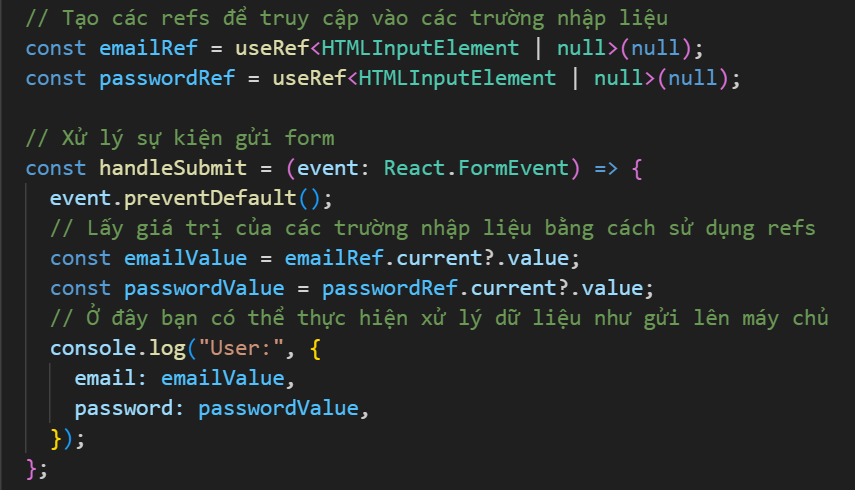 // Tạo các refs để truy cập vào các trường nhập liệu
const emailRef = useRef<HTMLInputElement | null>(null);
const passwordRef = useRef<HTMLInputElement | null>(null);

// Xử lý sự kiện gửi form
const handleSubmit = (event: React.FormEvent) => {
  event.preventDefault();
  // Lấy giá trị của các trường nhập liệu bằng cách sử dụng refs
  const emailValue = emailRef.current?.value;
  const passwordValue = passwordRef.current?.value;
  // Ở đây bạn có thể thực hiện xử lý dữ liệu như gửi lên máy chủ
  console.log("User:", {
    email: emailValue,
    password: passwordValue,
  });
};